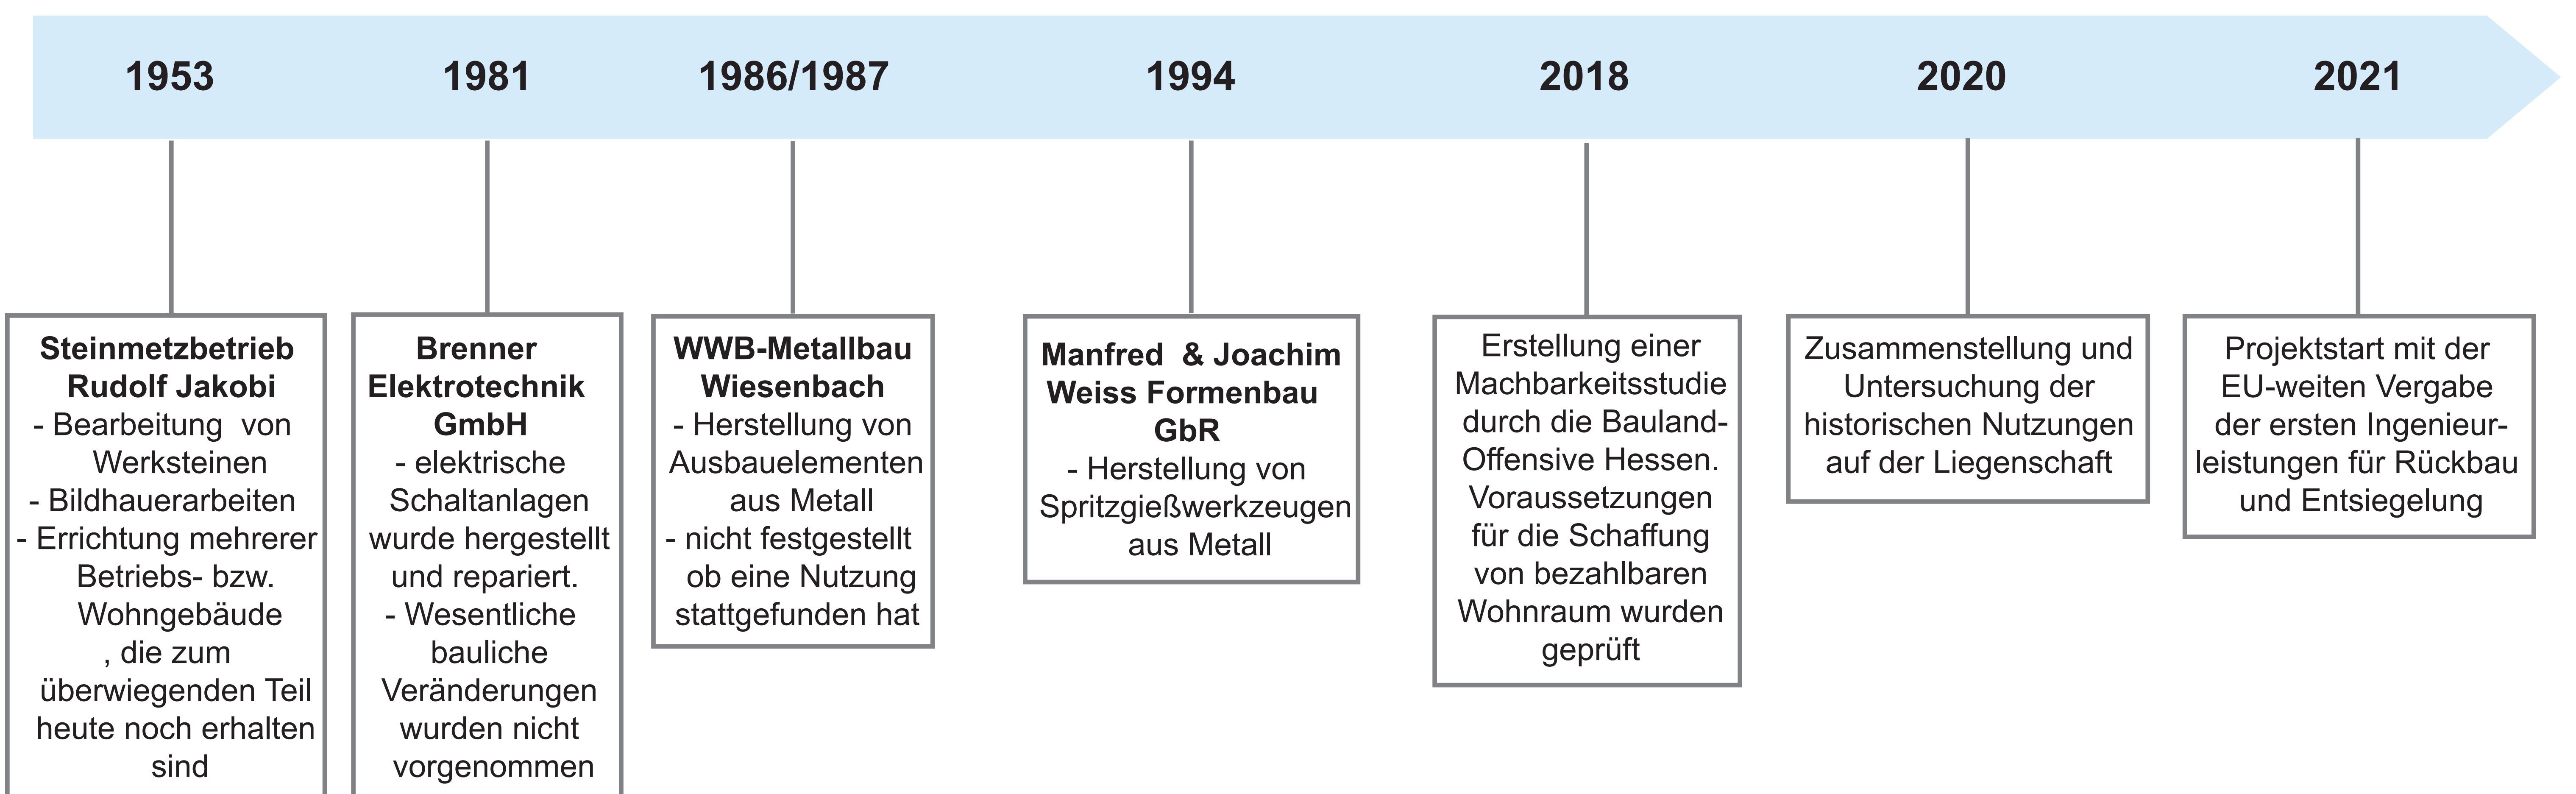 1953
1981
1986/1987
1994
2018
2020
2021
Steinmetzbetrieb
Rudolf Jakobi
- Bearbeitung von
Werksteinen
- Bildhauerarbeiten
- Errichtung mehrerer
Betriebs- bzw.
Wohngebäude
, die zum
überwiegenden Teil
heute noch erhalten
sind
Brenner
Elektrotechnik
GmbH
- elektrische
Schaltanlagen
wurde hergestellt
und repariert.
- Wesentliche
bauliche
Veränderungen
wurden nicht
vorgenommen
WWB-Metallbau
Wiesenbach
- Herstellung von
Ausbauelementen
aus Metall
- nicht festgestellt
ob eine Nutzung
stattgefunden hat
Manfred & Joachim
Weiss Formenbau
GbR
- Herstellung von
Spritzgießwerkzeugen
aus Metall
Erstellung einer
Machbarkeitsstudie
durch die Bauland-
Offensive Hessen.
Voraussetzungen
für die Schaffung
von bezahlbaren
Wohnraum wurden
geprüft
Zusammenstellung und
Untersuchung der
historischen Nutzungen
auf der Liegenschaft
Projektstart mit der
EU-weiten Vergabe
der ersten Ingenieur-
leistungen für Rückbau
und Entsiegelung